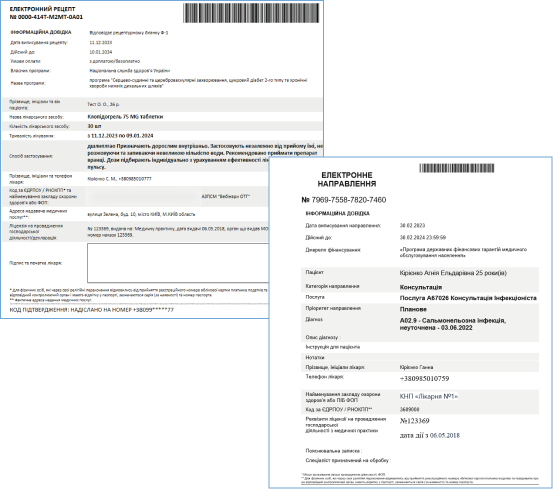 ЕЛЕКТРОННИЙ РЕЦЕПТ
№ 0000-414T-M2MT-0A01
ІНФОРМАЦІЙНА ДОВІДКА Відповідає рецептурному бланку Ф-1
Дата виписування рецепту: 11.12.2023
Дійсний до: 10.01.2024
Умови оплати: з доплатою/безоплатно
Власник програми: Національна служба здоров'я України
Назва програми: програма "Серцево-судинні та цереброваскулярні захворювання, цукровий діабет 2-го типу та хронічні
хвороби нижніх дихальних шляхів"
Прізвище, ініціали та вік
пацієнта: Тест О. О., 26 р.
Назва лікарського засобу: Клопідогрель 75 MG таблетки
Кількість лікарського засобу: 30 шт
Тривалість лікування: з 11.12.2023 по 09.01.2024
Спосіб застосування: Призначають дорослим внутрішньо. Застосовують незалежно від прийому їжі, не
розжовуючи та запиваючи невеликою кількістю води. Рекомендовано приймати препарат
вранці. Дози підбирають індивідуально з урахуванням
пульсу.
Прізвище, ініціали та телефон
лікаря: Кірієнко С. М., +380985010777
Код за ЄДРПОУ / РНОКПП* та
найменування закладу охорони
здоров'я або ФОП: АЗПСМ "Вебінари ОТГ"
Адреса надавача медичних
послуг**: вулиця Зелена, буд. 10, місто КИЇВ, М.КИЇВ область
Ліцензія на провадження
господарської
діяльності/декларація: № 123369, видана на: Медичну практику, дата видачі 06.05.2018, орган що видав МОЗ
номер наказу 123369.
Підпис та печатка лікаря:
** Фактична адреса надання медичних послуг.
КОД ПІДТВЕРДЖЕННЯ: НАДІСЛАНО НА НОМЕР +38099*****77
ЕЛЕКТРОННЕ
НАПРАВЛЕННЯ
№ 7969-7558-7820-7460
ІНФОРМАЦІЙНА ДОВІДКА
Дата виписування направлення: 30.02.2023
Дійсний до: 30.02.2024 23:59:59
Джерело фінансування: «Програма державних фінансових гарантій медичного
обслуговування населення»
Пацієнт Кірієнко Агнія Ельдарівна 25 роки(ів)
Категорія направлення Консультація
Послуга Послуга A67026 Консультація Інфекціоніста
Пріоритет направлення Планове
Діагноз A02.9 - Сальмонельозна інфекція,
неуточнена - 03.06.2022
Опис діагнозу :
Інструкція для пацієнта
Нотатки
Прізвище, ініціали лікаря Кірієнко Ганна
Телефон лікаря: +380985010759
Найменування закладу охорони
здоров'я або ПІБ ФОП КНП «Лікарня №1»
Код за ЄДРПОУ / РНОКПП** 3689000
Реквізити ліцензії на провадження
господарської
діяльності з медичної практики №123369
дата дії з 06.05.2018
Пояснювальна записка :
Спеціаліст призначений на обробку :